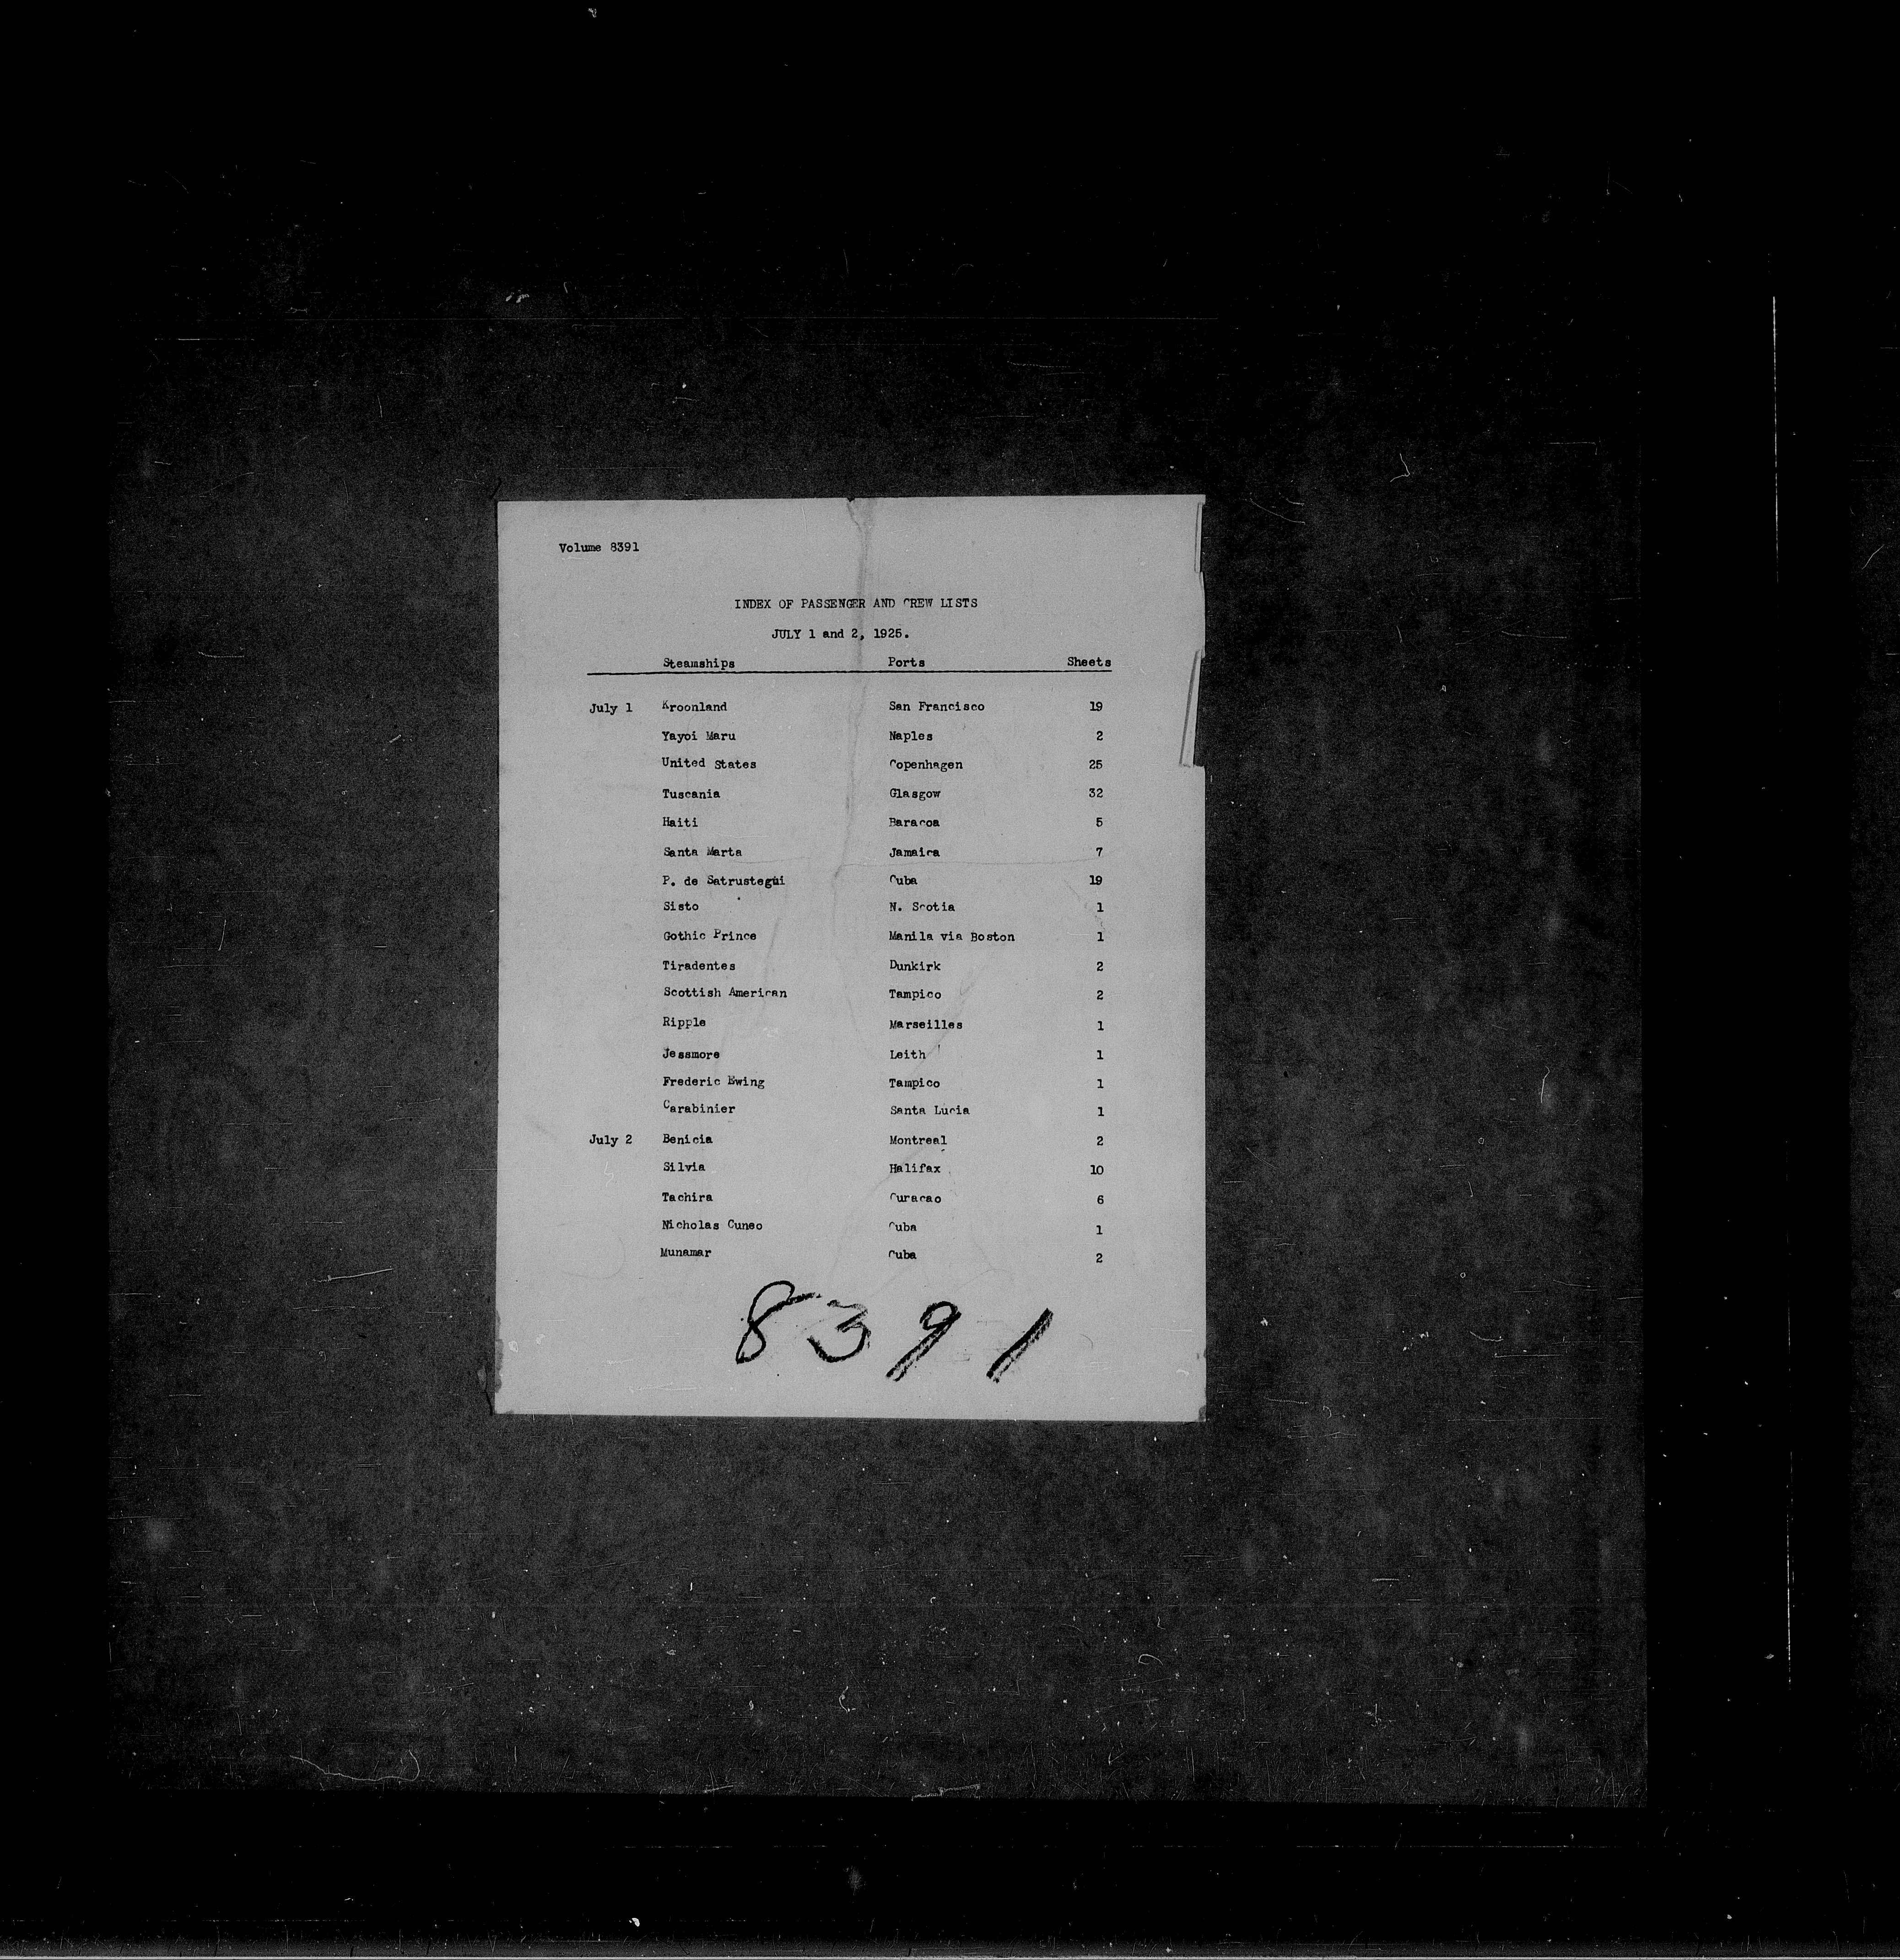 Volume 8391
INDEX OF PASSENGER AND CREW LISTS
JULY 1 and 2, 1925.
Steamships Ports Sheets
July 1 Kroonland San Francisco 19
Yayoi Maru Naples 2
United States Copenhagen 25
Tuscania Glasgow 32
Haiti Baracoa 5
Santa Marta Jamaica 7
P. de Satrustegui Cuba 19
Sisto N. Scotia 1
Gothic Prince Manila via Boston 1
Tiradentes Dunkirk 2
Scottish American Tampico 2
Ripple Marseilles 1
Jessmore Leith 1
Frederic Ewing Tampico 1
Carabinier Santa Lucia 1
July 2 Benicia Montreal 2
Silvia Halifax 10
Tachira Curacao 6
Nicholas Cuneo Cuba 1
Munamar Cuba 2
8391